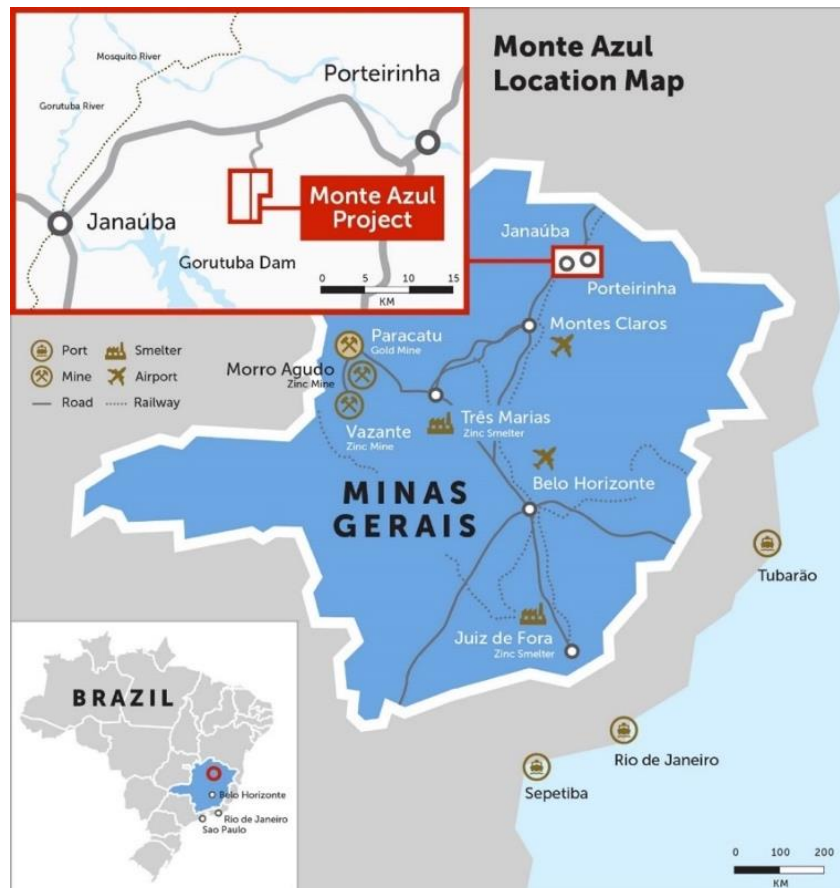 Monte Azul
Location Map
Mosquito River
Porteirinha
Gorutuba River
Janaúba
Monte Azul
Project
Gorutuba Dam
0 5 10 15
KM
Janaúba
Porteirinha
Montes Claros
Port
Smelter
Mine
Airport
Road
Railway
Paracatu
Gold Mine
Morro Agudo
Zinc Mine
Vazante
Zinc Mine
Três Marias
Zinc Smelter
Belo Horizonte
MINAS
GERAIS
Tubarão
Juiz de Fora
Zinc Smelter
Rio de Janeiro
Sepetiba
BRAZIL
Belo Horizonte
Rio de Janeiro
Sao Paulo
0 100 200
KM